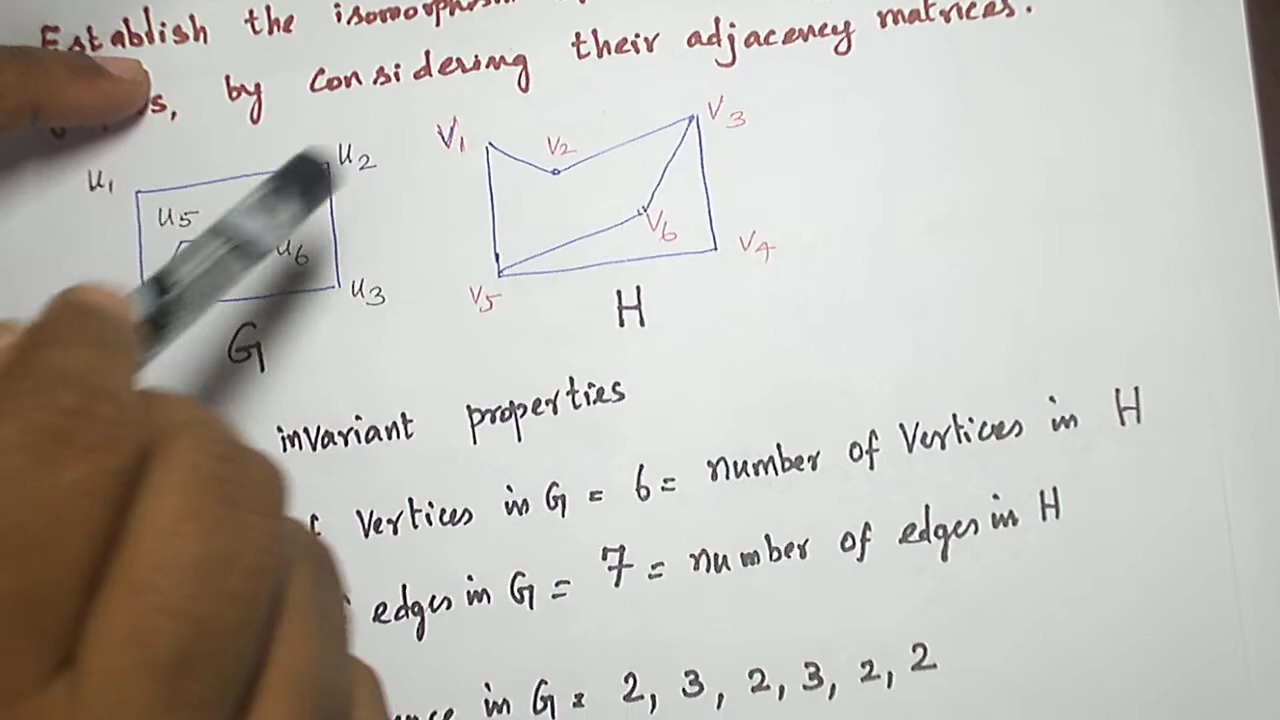 Establish the isomorphism
by considering their adjacency matrices.
u1 u2 V1 V2 V3
u5 u6 V6 V4
u3 V5
G H
invariant properties
Vertices in G = 6 = number of Vertices in H
edges in G = 7 = number of edges in H
in G = 2, 3, 2, 3, 2, 2